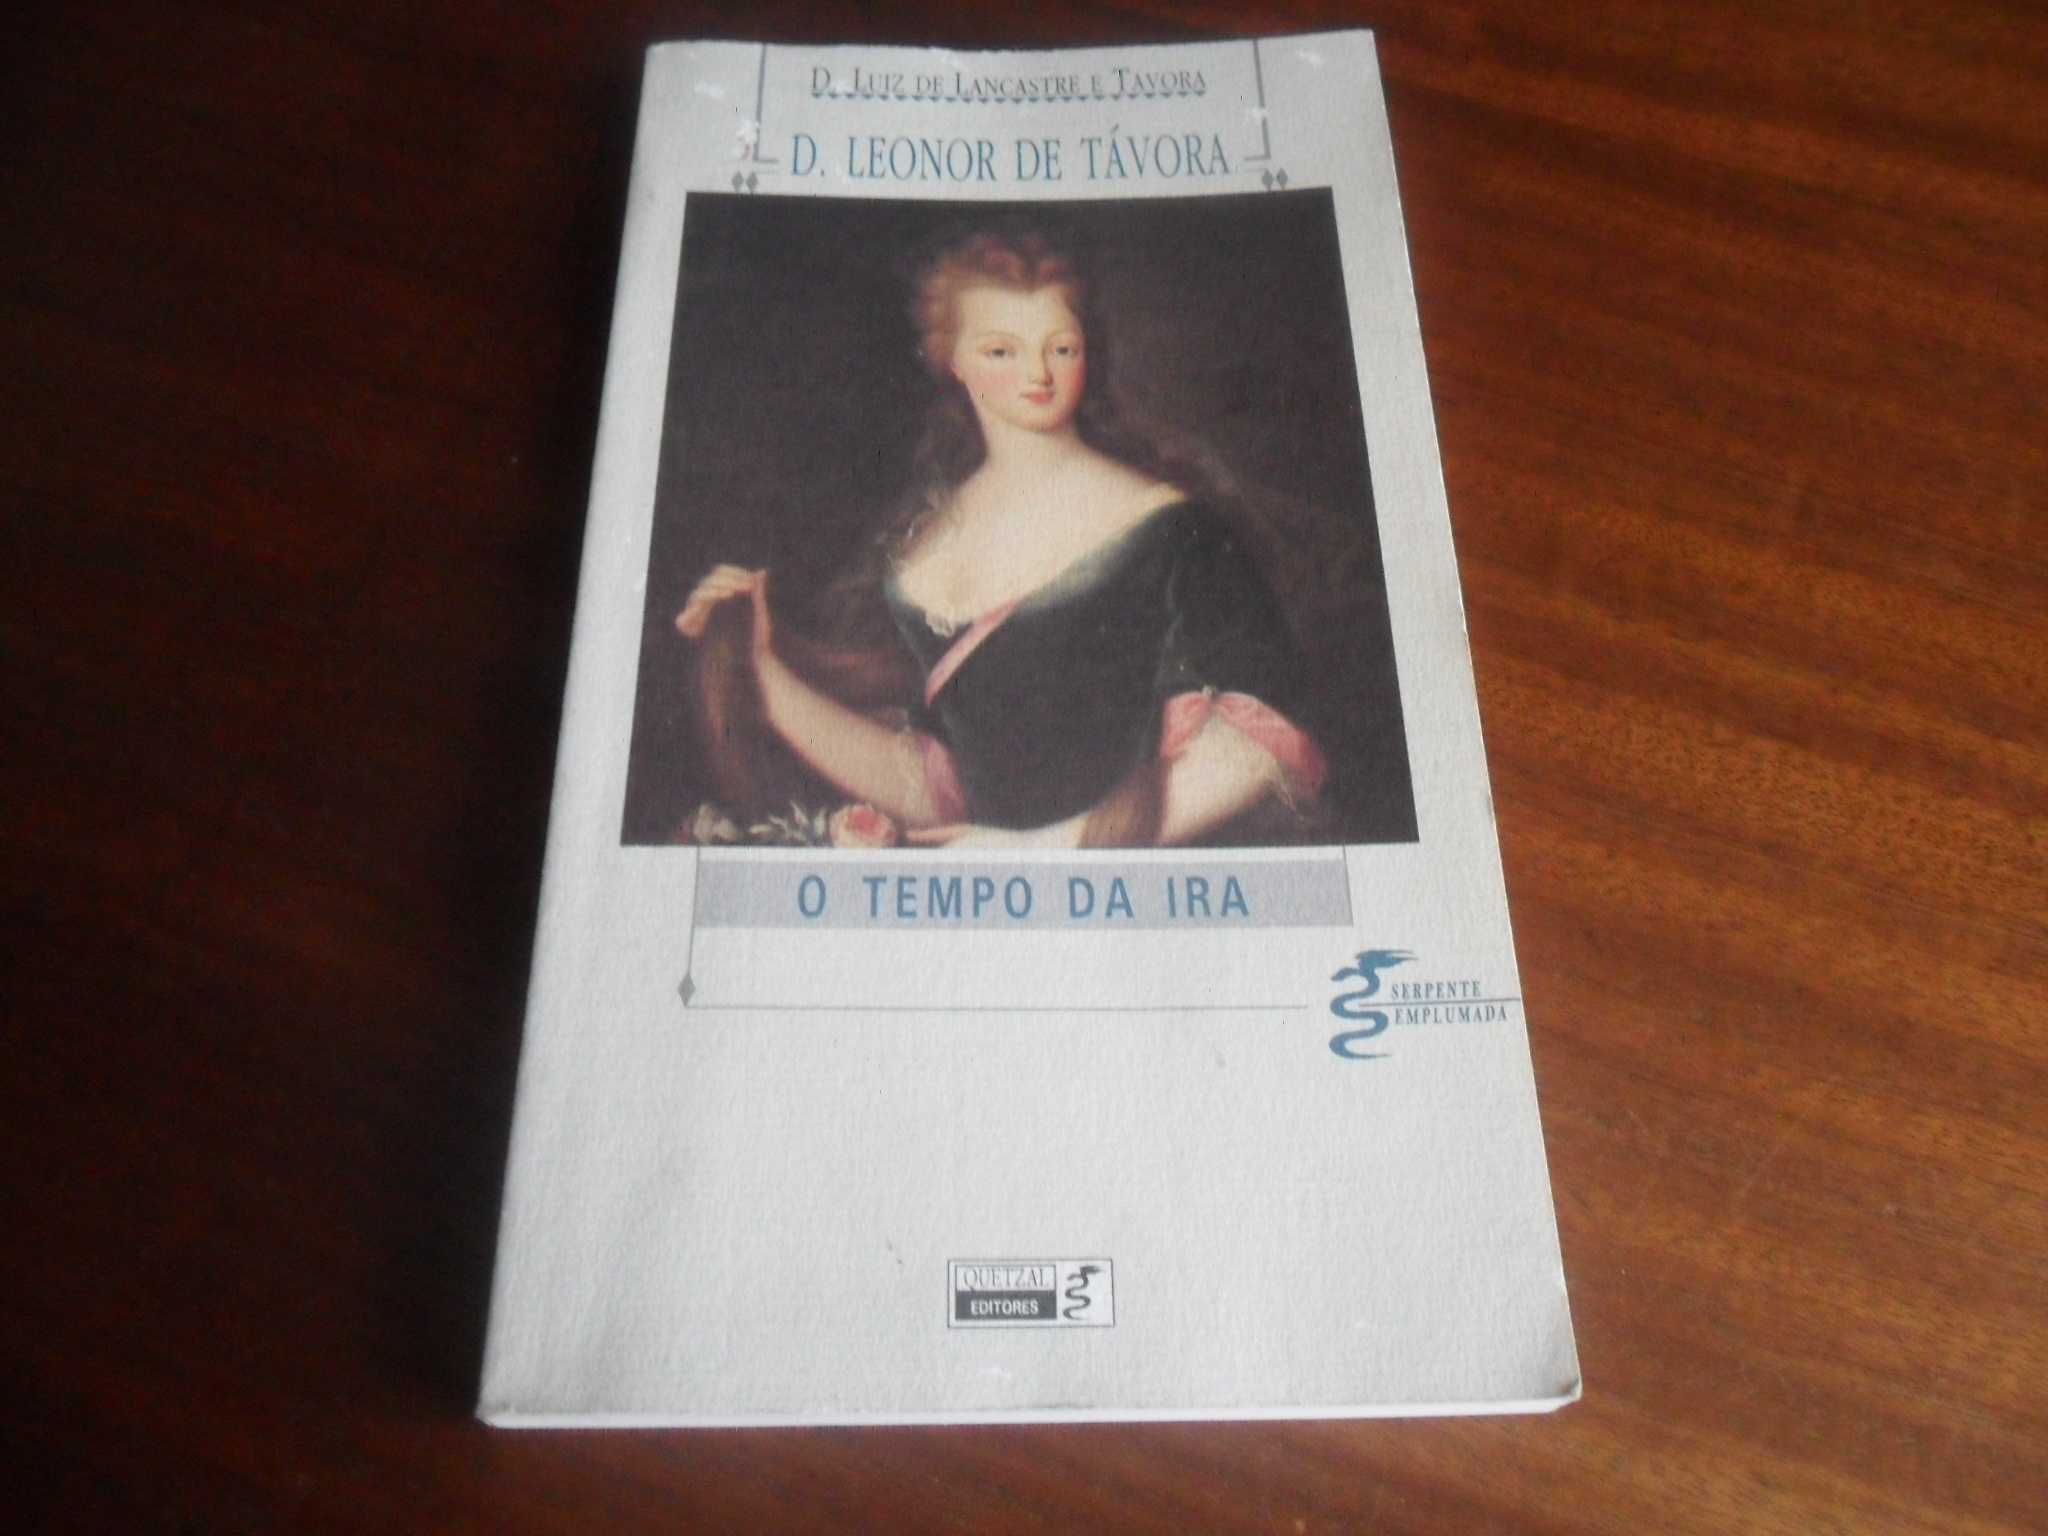 D. LUIZ DE LANCASTRE E TAVORA
D. LEONOR DE TÁVORA
O TEMPO DA IRA
SERPENTE
EMPLUMADA
QUETZAL
EDITORES